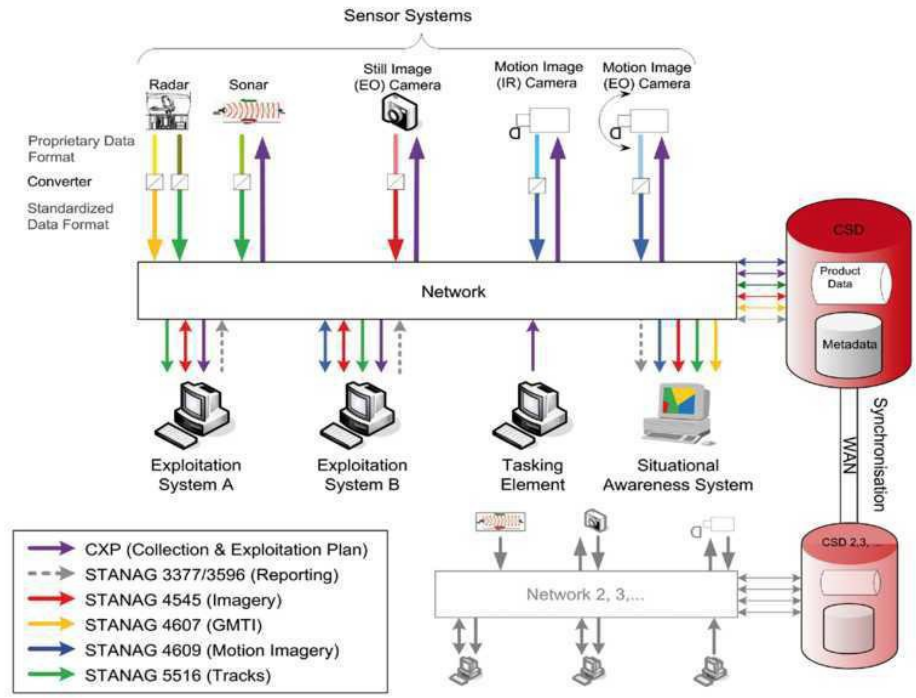 Sensor Systems
Radar
Sonar
Still Image
(EO) Camera
Motion Image
(IR) Camera
Motion Image
(EO) Camera
Proprietary Data
Format
Converter
Standardized
Data Format
Network
CSD
Product
Data
Metadata
Exploitation
System A
Exploitation
System B
Tasking
Element
Situational
Awareness System
WAN
Synchronisation
CXP (Collection & Exploitation Plan)
STANAG 3377/3596 (Reporting)
STANAG 4545 (Imagery)
STANAG 4607 (GMTI)
STANAG 4609 (Motion Imagery)
STANAG 5516 (Tracks)
Network 2, 3,...
CSD 2,3, ...